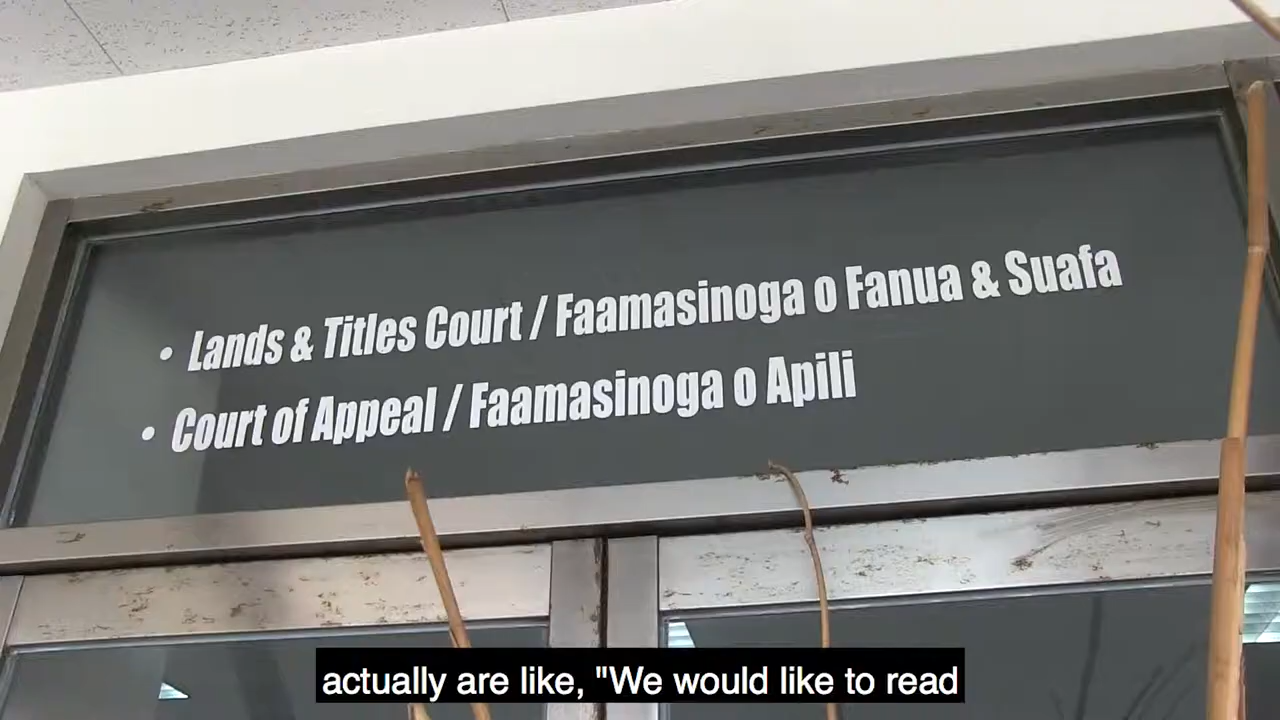 • Lands & Titles Court / Faamasinoga o Fanua & Suafa
• Court of Appeal / Faamasinoga o Apili
actually are like, "We would like to read